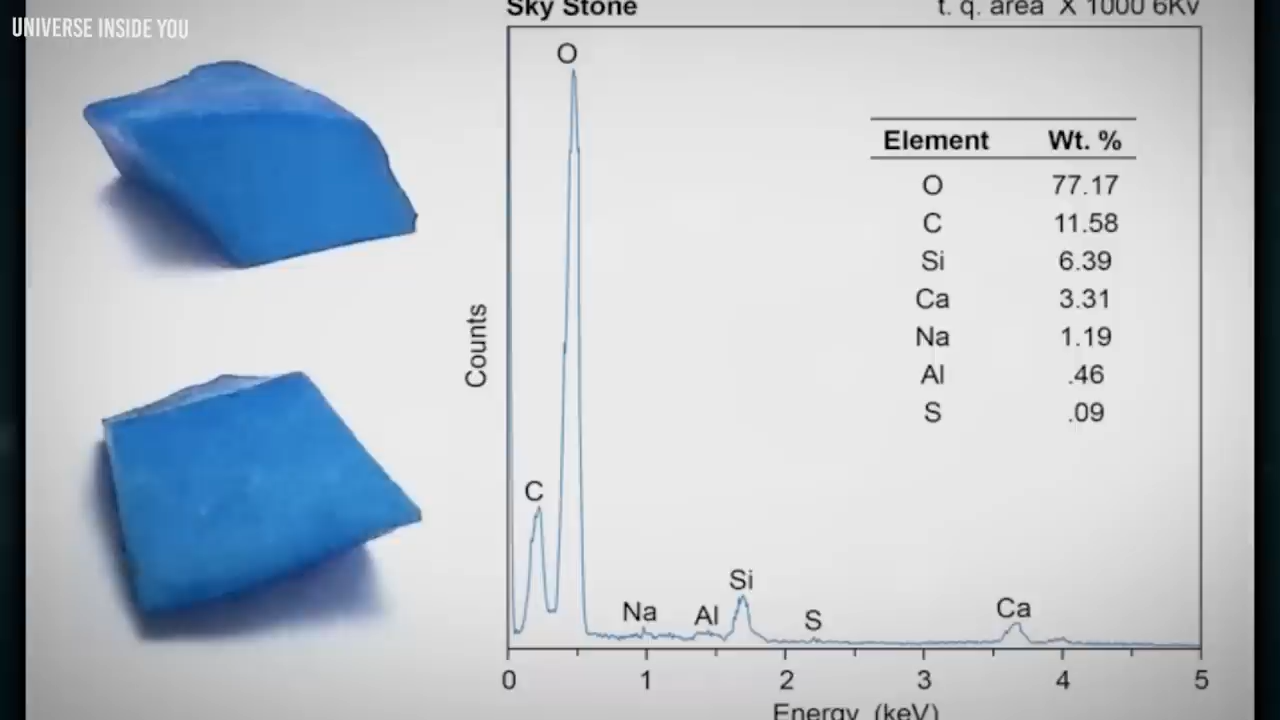 UNIVERSE INSIDE YOU
Sky Stone
t. q. area X 1000 6Kv
O
C
Na
Al
Si
S
Ca
Counts
Element Wt. %
O 77.17
C 11.58
Si 6.39
Ca 3.31
Na 1.19
Al .46
S .09
0 1 2 3 4 5
Energy (keV)